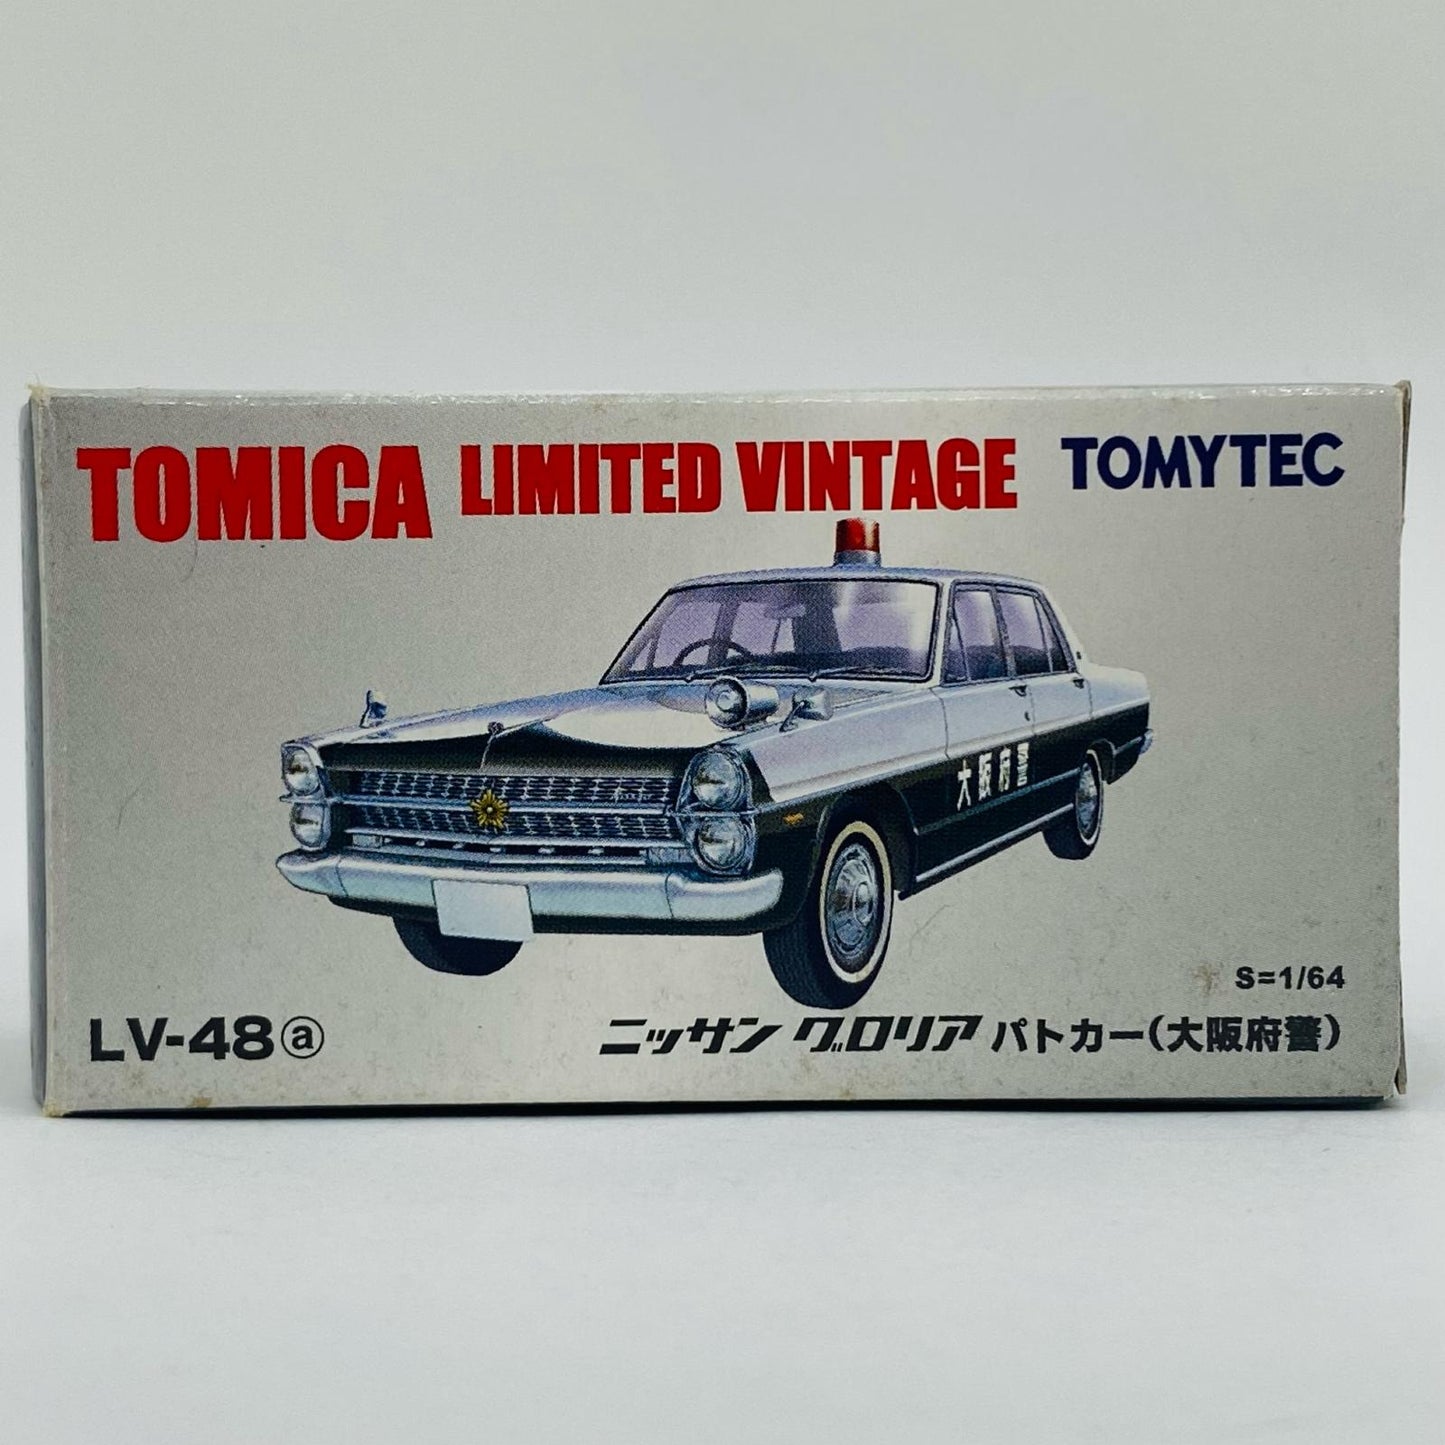 TOMICA LIMITED VINTAGE TOMYTEC
大阪府警
S=1/64
LV-48ⓐ ニッサン グロリア パトカー(大阪府警)